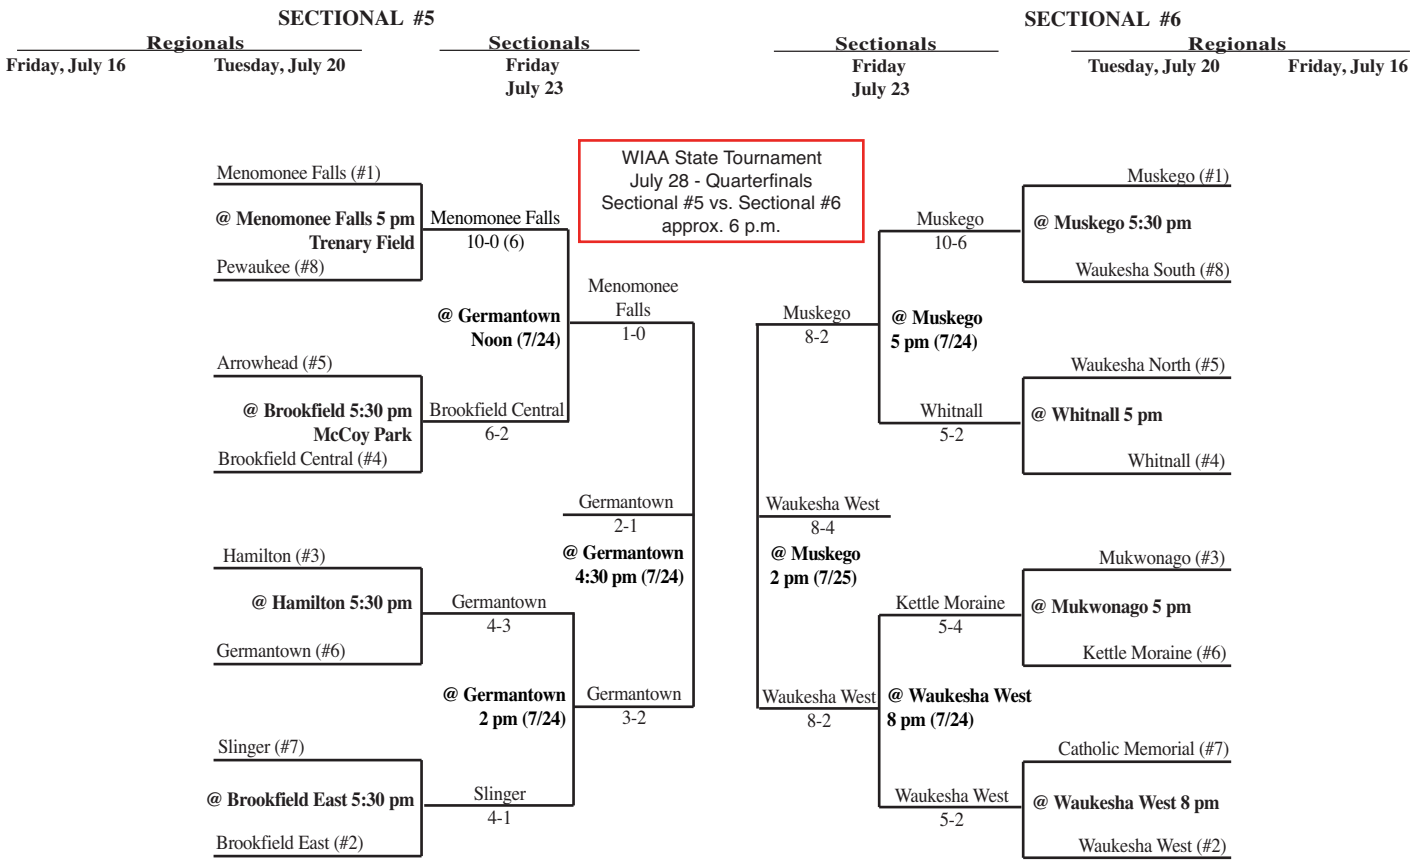 SECTIONAL #5
Regionals
Sectionals
Friday, July 16
Tuesday, July 20
Friday
July 23
Menomonee Falls (#1)
@ Menomonee Falls 5 pm
Trenary Field
Pewaukee (#8)
Menomonee Falls
10-0 (6)
@ Germantown
Noon (7/24)
Arrowhead (#5)
@ Brookfield 5:30 pm
McCoy Park
Brookfield Central (#4)
Brookfield Central
6-2
Menomonee
Falls
1-0
Germantown
2-1
@ Germantown
4:30 pm (7/24)
Hamilton (#3)
@ Hamilton 5:30 pm
Germantown (#6)
Germantown
4-3
@ Germantown
2 pm (7/24)
Germantown
3-2
Slinger (#7)
@ Brookfield East 5:30 pm
Brookfield East (#2)
Slinger
4-1
WIAA State Tournament
July 28 - Quarterfinals
Sectional #5 vs. Sectional #6
approx. 6 p.m.
SECTIONAL #6
Sectionals
Regionals
Friday
July 23
Tuesday, July 20
Friday, July 16
Muskego (#1)
@ Muskego 5:30 pm
Waukesha South (#8)
Muskego
10-6
Muskego
8-2
@ Muskego
5 pm (7/24)
Waukesha North (#5)
@ Whitnall 5 pm
Whitnall (#4)
Whitnall
5-2
Waukesha West
8-4
@ Muskego
2 pm (7/25)
Mukwonago (#3)
@ Mukwonago 5 pm
Kettle Moraine (#6)
Kettle Moraine
5-4
Waukesha West
8-2
@ Waukesha West
8 pm (7/24)
Catholic Memorial (#7)
@ Waukesha West 8 pm
Waukesha West (#2)
Waukesha West
5-2